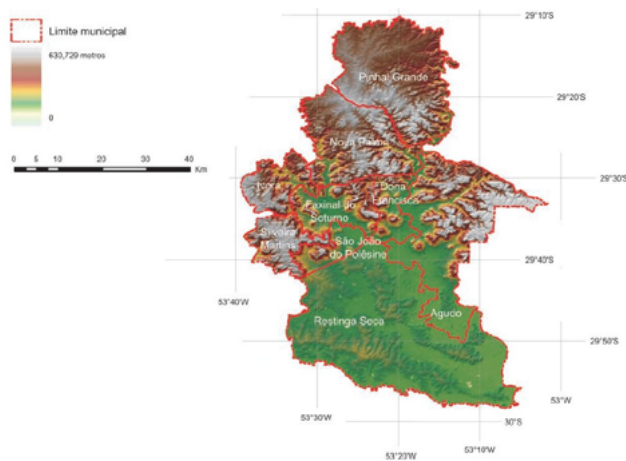 Limite municipal
630,729 metros
0
0 5 10 20 30 40
Km
29°10'S
29°20'S
29°30'S
29°40'S
29°50'S
30°S
53°40'W
53°30'W
53°20'W
53°10'W
53°W
Pinhal Grande
Nova Palma
Ivorá
Dona
Francisca
Faxinal do
Soturno
Silveira
Martins
São João
do Polêsine
Restinga Seca
Agudo